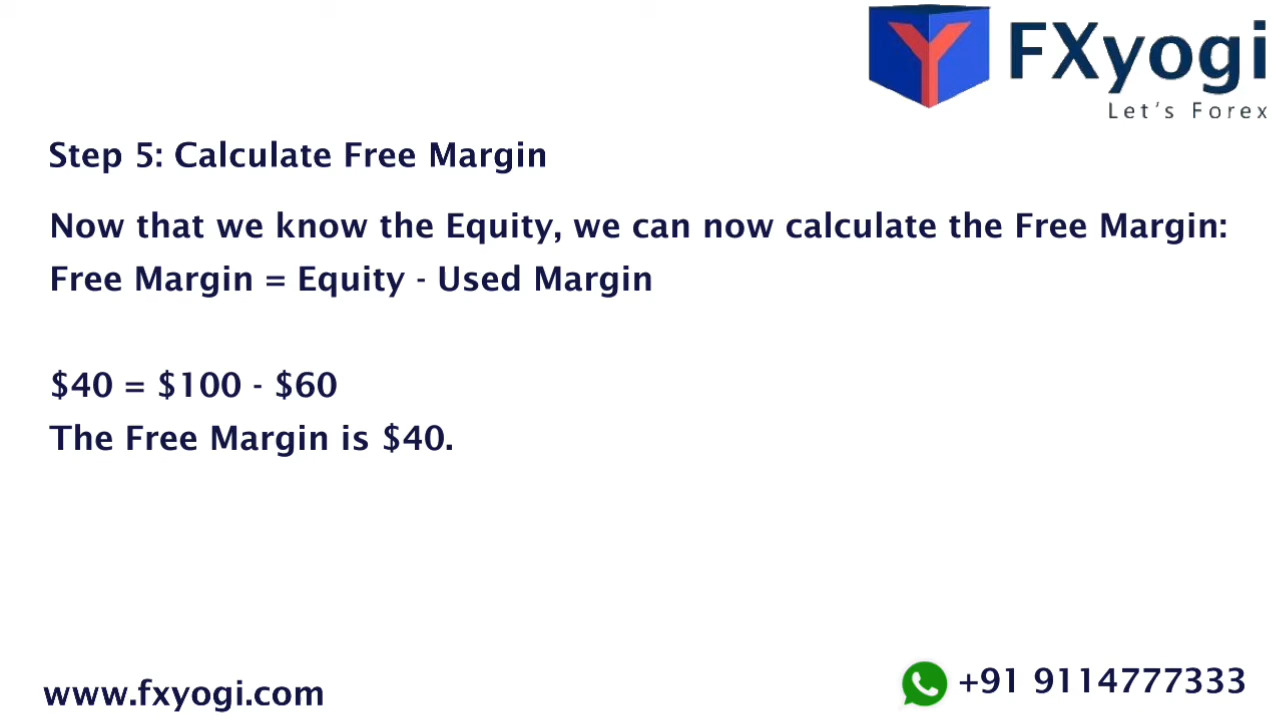 FXyogi
Let's Forex
Step 5: Calculate Free Margin
Now that we know the Equity, we can now calculate the Free Margin:
Free Margin = Equity - Used Margin
$40 = $100 - $60
The Free Margin is $40.
www.fxyogi.com
+91 9114777333